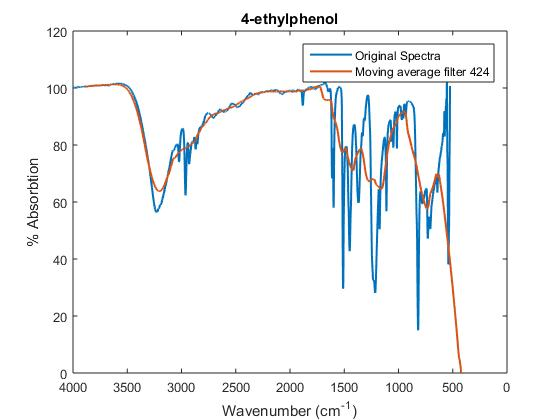 4-ethylphenol
Original Spectra
Moving average filter 424
120
100
80
60
40
20
0
% Absorbtion
4000 3500 3000 2500 2000 1500 1000 500 0
Wavenumber (cm-1)